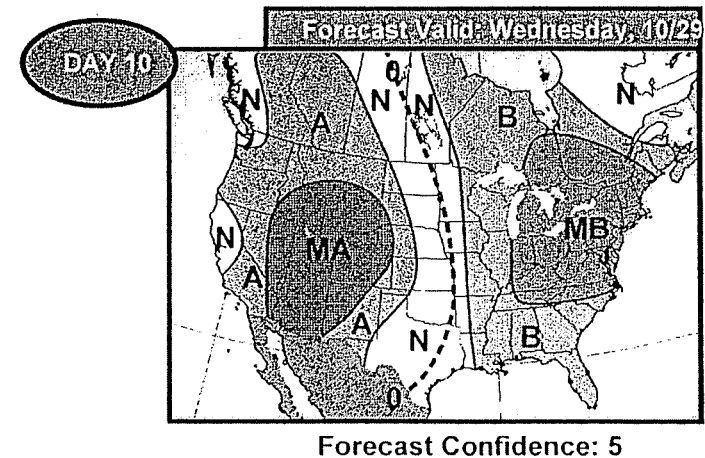 Forecast Valid: Wednesday, 10/29
DAY 10
0
N
A
N
N
B
N
N
MA
MB
A
A
N
B
0
Forecast Confidence: 5